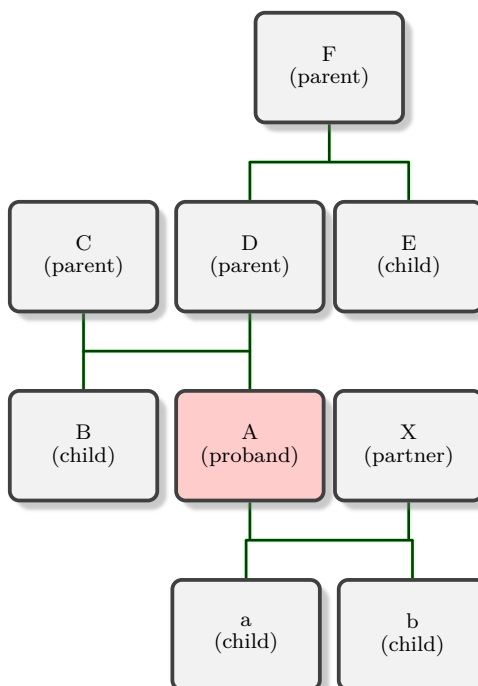 F
(parent)
C
(parent)
D
(parent)
E
(child)
B
(child)
A
(proband)
X
(partner)
a
(child)
b
(child)